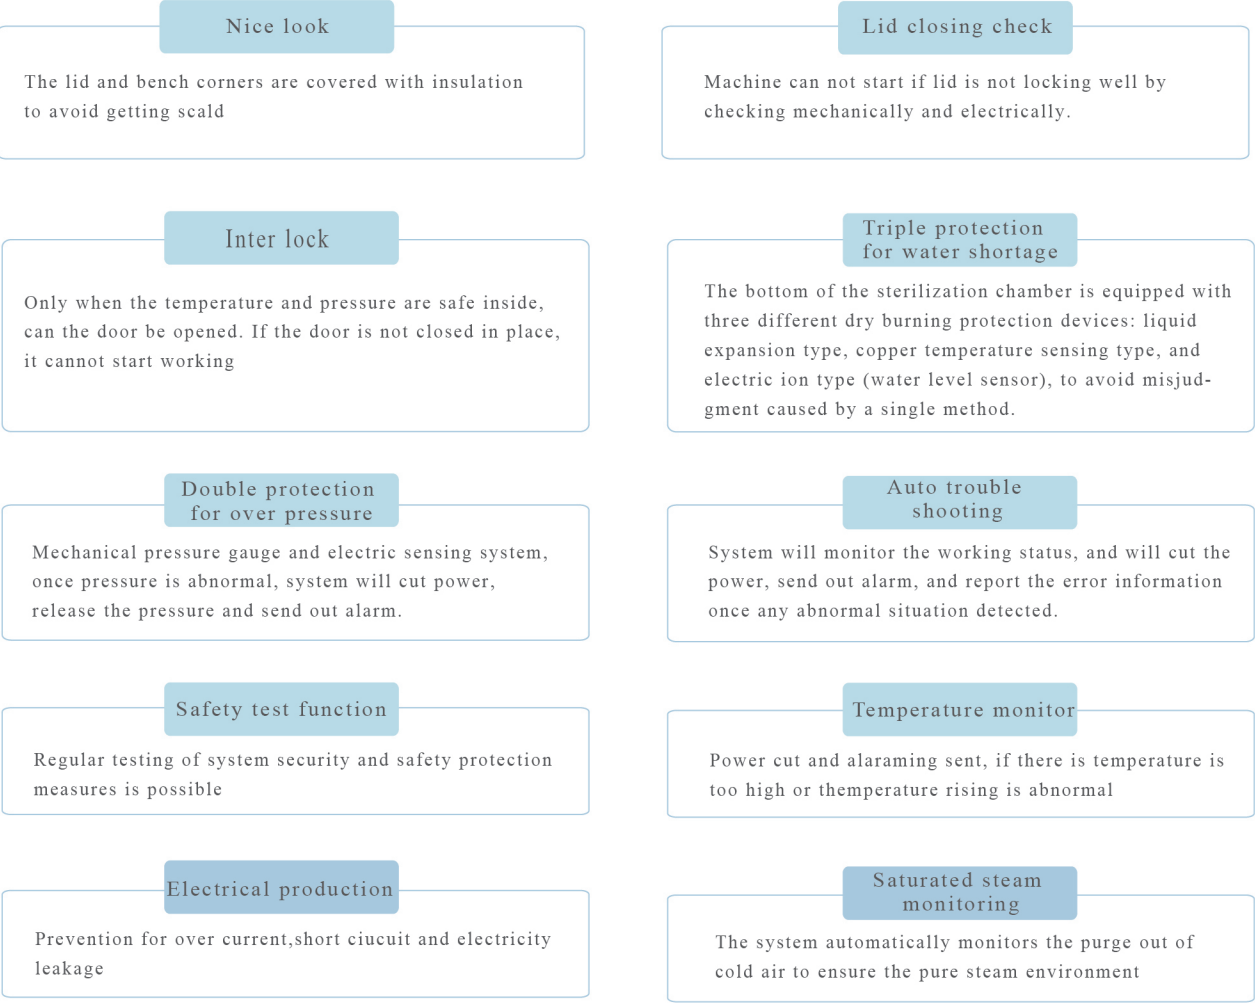 Nice look
The lid and bench corners are covered with insulation
to avoid getting scald
Lid closing check
Machine can not start if lid is not locking well by
checking mechanically and electrically.
Inter lock
Only when the temperature and pressure are safe inside,
can the door be opened. If the door is not closed in place,
it cannot start working
Triple protection
for water shortage
The bottom of the sterilization chamber is equipped with
three different dry burning protection devices: liquid
expansion type, copper temperature sensing type, and
electric ion type (water level sensor), to avoid misjud-
gment caused by a single method.
Double protection
for over pressure
Mechanical pressure gauge and electric sensing system,
once pressure is abnormal, system will cut power,
release the pressure and send out alarm.
Auto trouble
shooting
System will monitor the working status, and will cut the
power, send out alarm, and report the error information
once any abnormal situation detected.
Safety test function
Regular testing of system security and safety protection
measures is possible
Temperature monitor
Power cut and alaraming sent, if there is temperature is
too high or themperature rising is abnormal
Electrical production
Prevention for over current,short ciucuit and electricity
leakage
Saturated steam
monitoring
The system automatically monitors the purge out of
cold air to ensure the pure steam environment